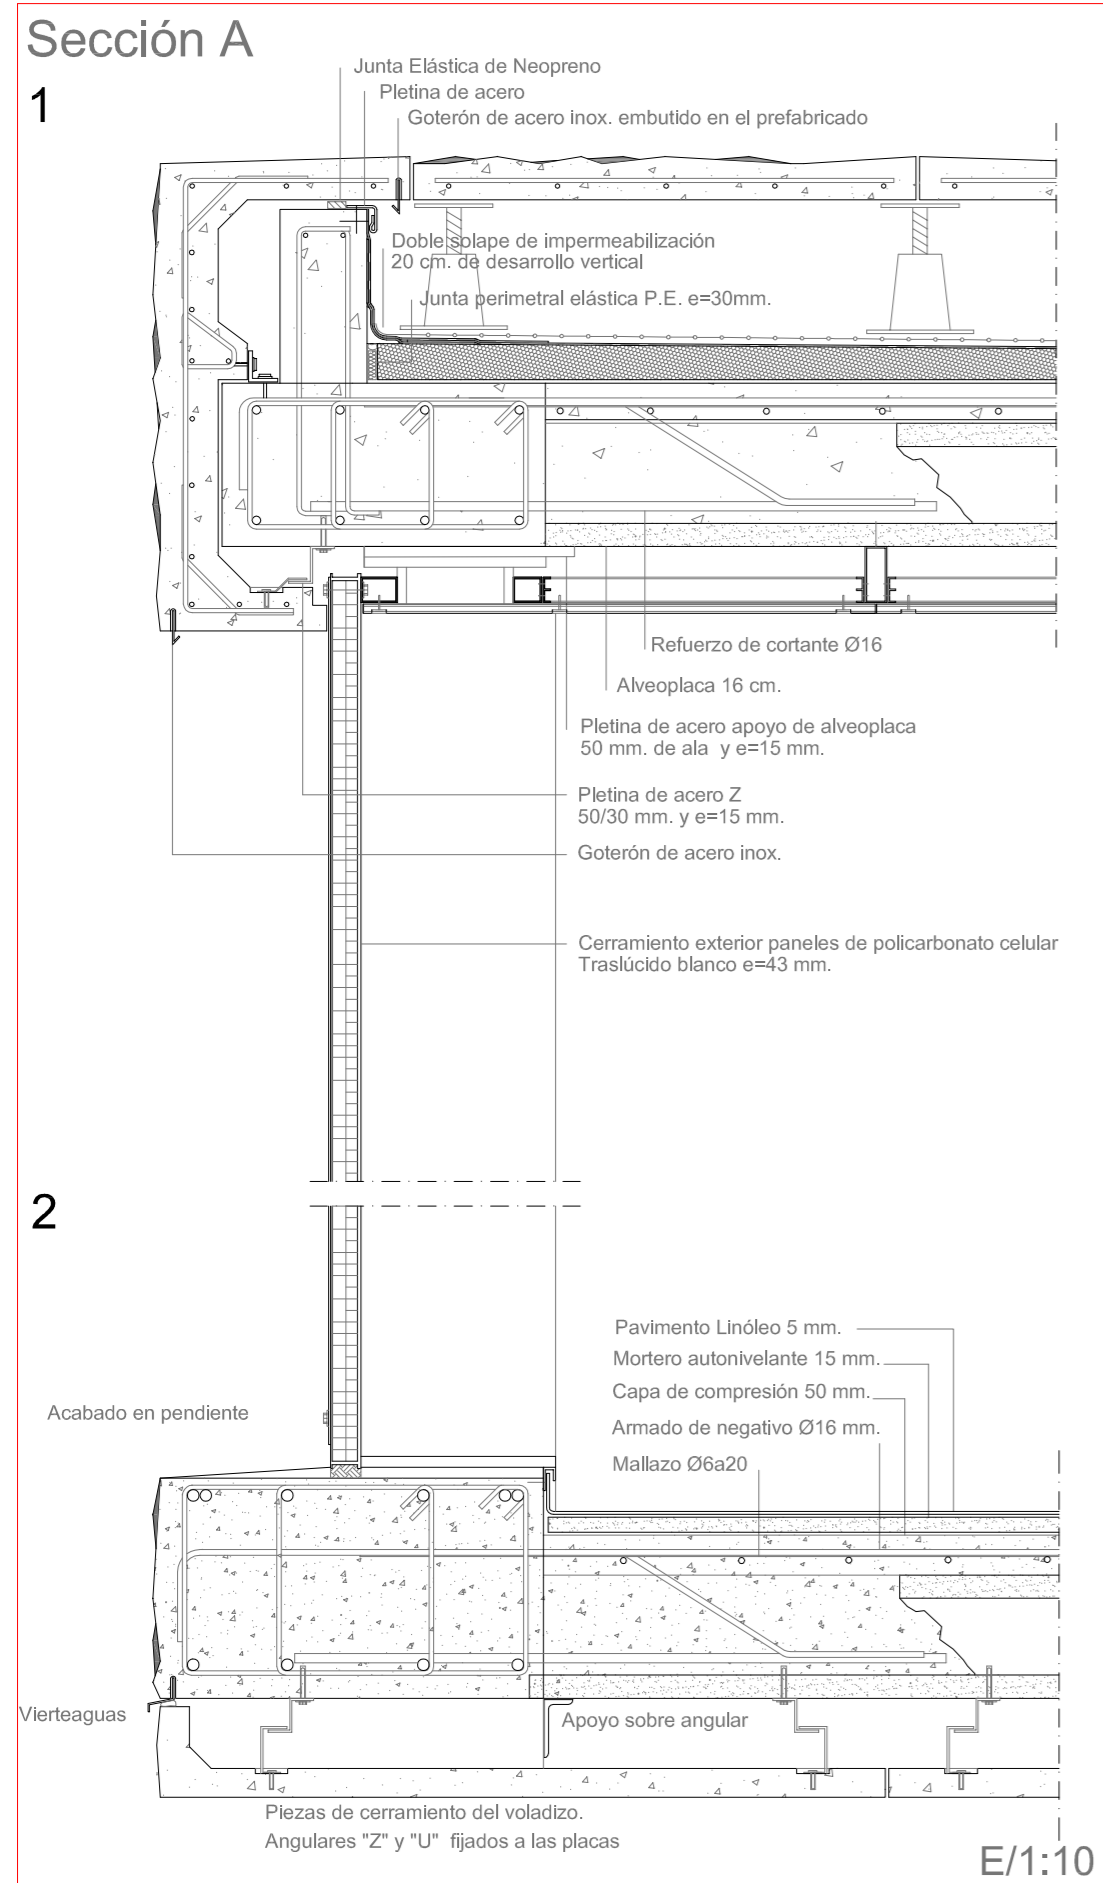 Sección A
1
Junta Elástica de Neopreno
Pletina de acero
Goterón de acero inox. embutido en el prefabricado
Doble solape de impermeabilización
20 cm. de desarrollo vertical
Junta perimetral elástica P.E. e=30mm.
Refuerzo de cortante Ø16
Alveoplaca 16 cm.
Pletina de acero apoyo de alveoplaca
50 mm. de ala y e=15 mm.
Pletina de acero Z
50/30 mm. y e=15 mm.
Goterón de acero inox.
Cerramiento exterior paneles de policarbonato celular
Traslúcido blanco e=43 mm.
2
Pavimento Linóleo 5 mm.
Mortero autonivelante 15 mm.
Capa de compresión 50 mm.
Acabado en pendiente
Armado de negativo Ø16 mm.
Mallazo Ø6a20
Vierteaguas
Apoyo sobre angular
Piezas de cerramiento del voladizo.
Angulares "Z" y "U" fijados a las placas
E/1:10